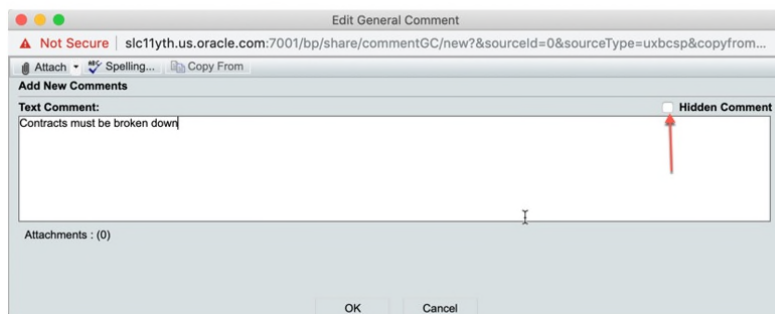 Edit General Comment
Not Secure | slc11yth.us.oracle.com:7001/bp/share/commentGC/new?&sourceId=0&sourceType=uxbcsp&copyfrom...
Attach Spelling... Copy From
Add New Comments
Text Comment: Hidden Comment
Contracts must be broken down
Attachments : (0)
OK Cancel